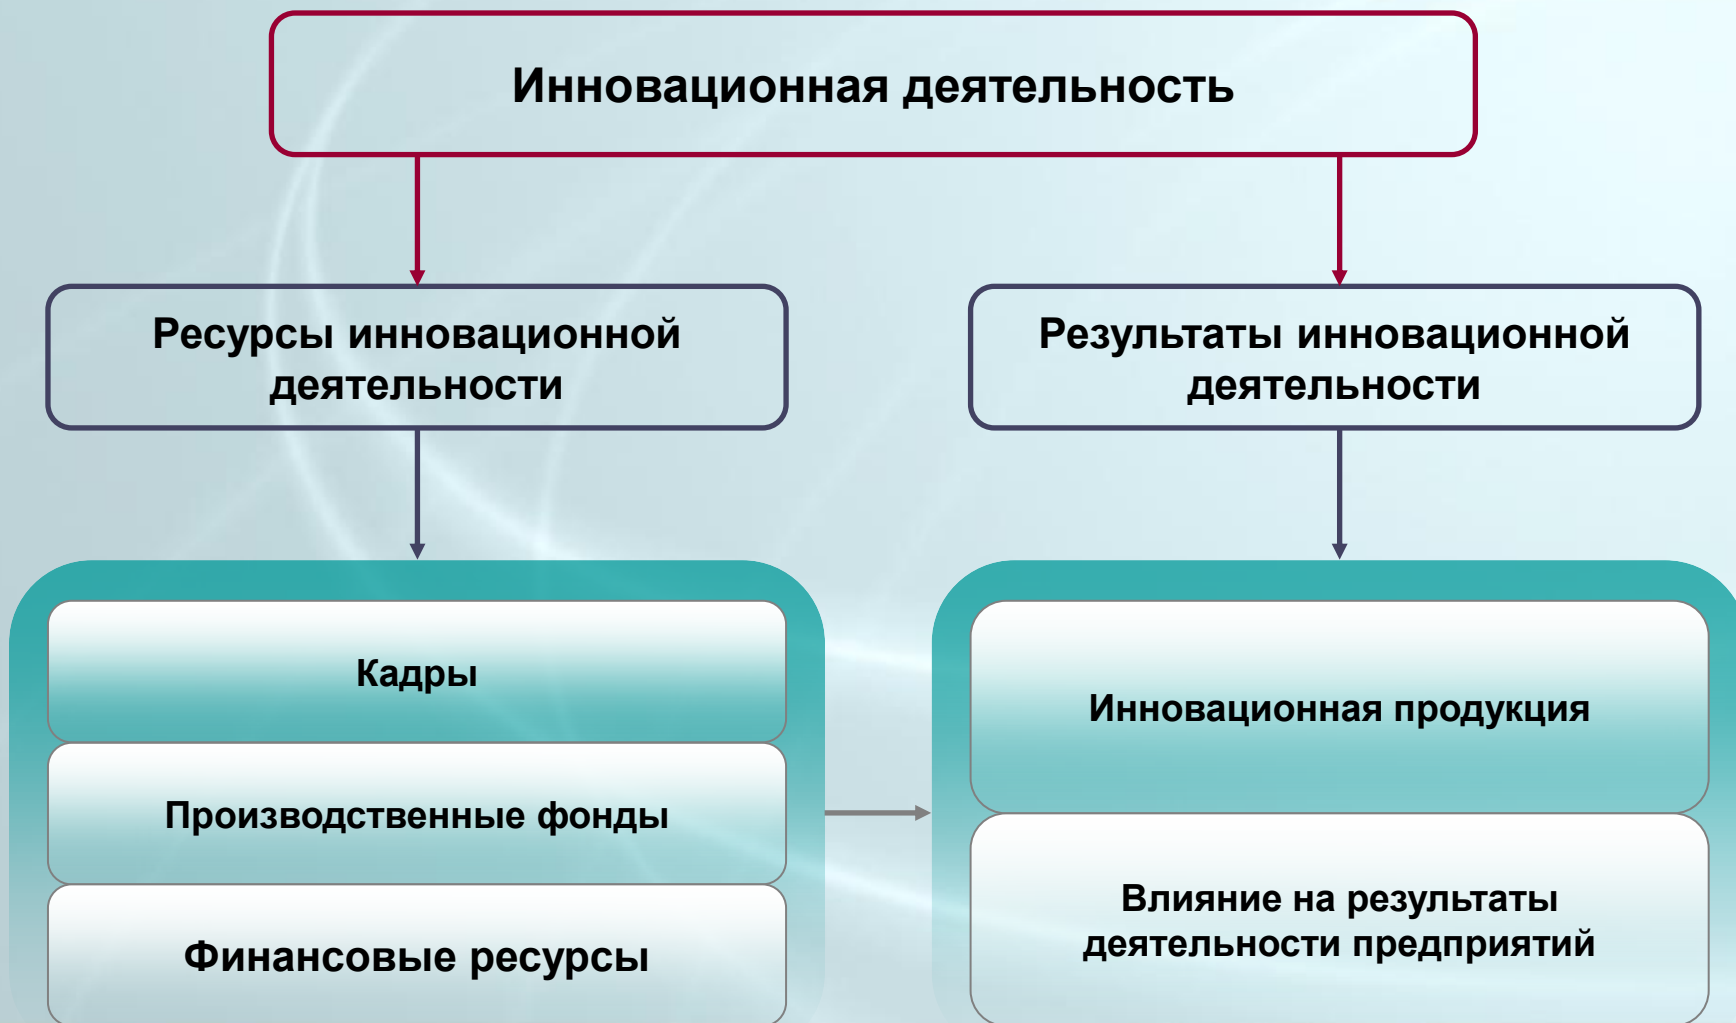 Инновационная деятельность
Ресурсы инновационной
деятельности
Результаты инновационной
деятельности
Кадры
Производственные фонды
Финансовые ресурсы
Инновационная продукция
Влияние на результаты
деятельности предприятий